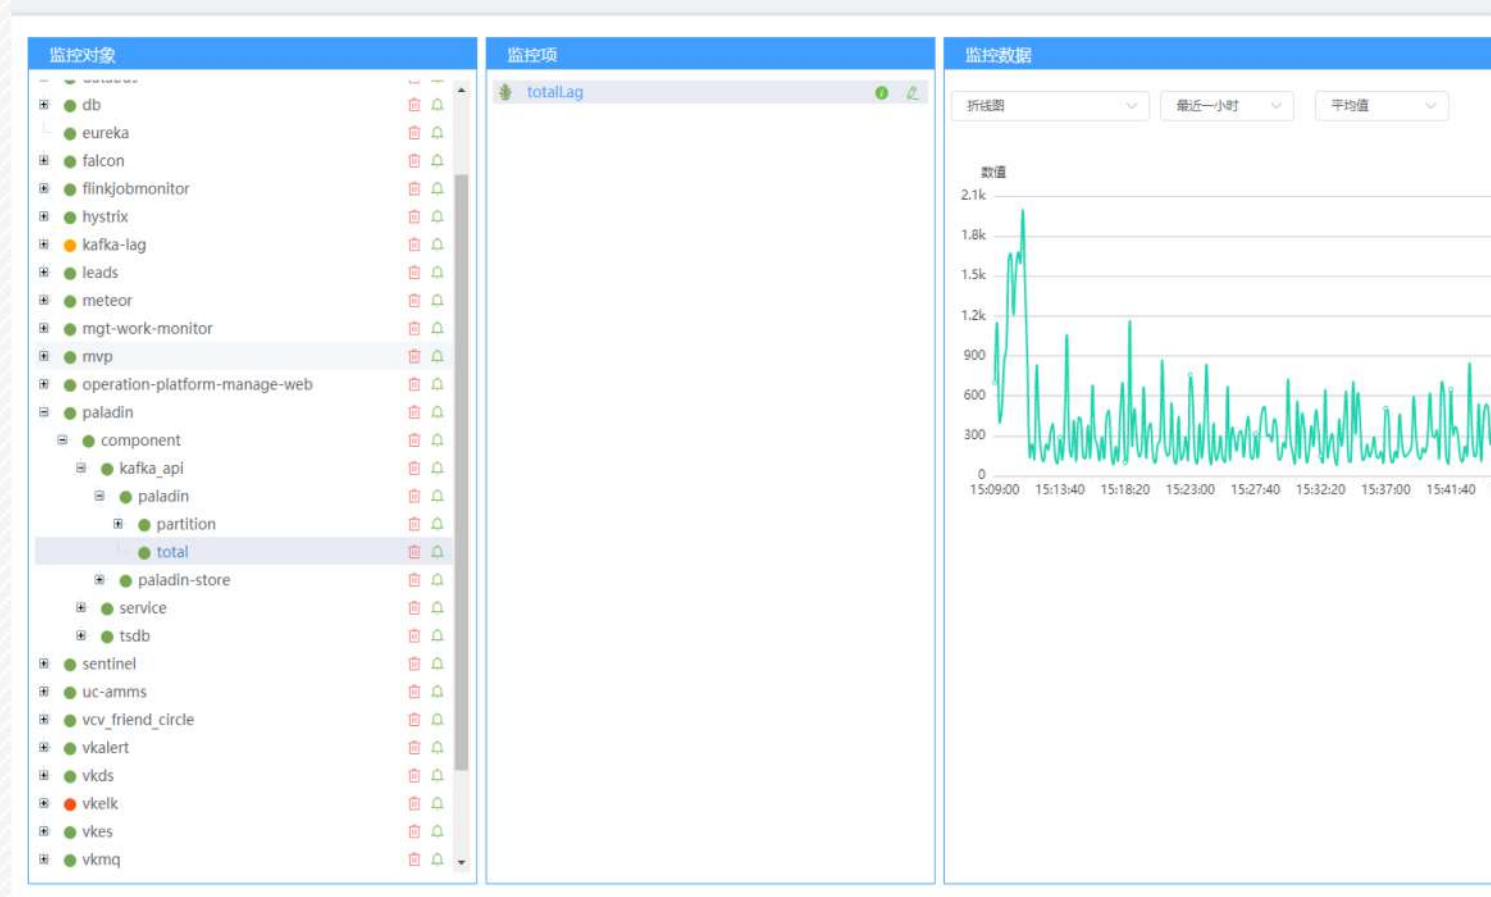 监控对象
db
eureka
falcon
flinkjobmonitor
hystrix
kafka-lag
leads
meteor
mgt-work-monitor
mvp
operation-platform-manage-web
paladin
component
kafka_api
paladin
partition
total
paladin-store
service
tsdb
sentinel
uc-amms
vcv_friend_circle
vkalert
vkds
vkelk
vkes
vkmq
监控项
totalLag
监控数据
折线图 最近一小时 平均值
数值
2.1k
1.8k
1.5k
1.2k
900
600
300
0
15:09:00 15:13:40 15:18:20 15:23:00 15:27:40 15:32:20 15:37:00 15:41:40